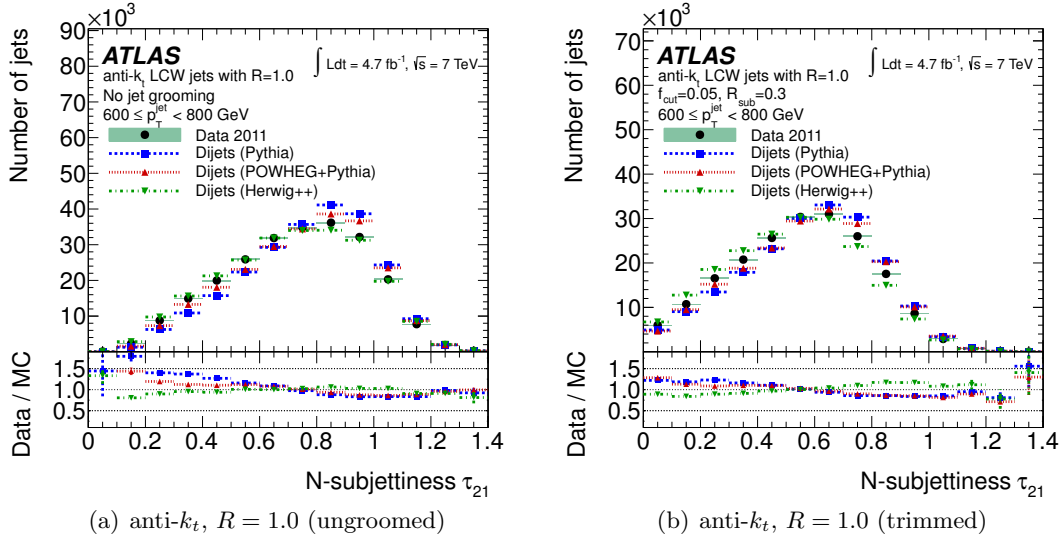 ×10³
Number of jets
90
80
70
60
50
40
30
20
10
ATLAS
∫ Ldt = 4.7 fb⁻¹, √s = 7 TeV
anti-kₜ LCW jets with R=1.0
No jet grooming
600 ≤ p_T^jet < 800 GeV
Data 2011
Dijets (Pythia)
Dijets (POWHEG+Pythia)
Dijets (Herwig++)
Data / MC
1.5
1.0
0.5
0 0.2 0.4 0.6 0.8 1 1.2 1.4
N-subjettiness τ₂₁
(a) anti-kₜ, R = 1.0 (ungroomed)
×10³
Number of jets
70
60
50
40
30
20
10
ATLAS
∫ Ldt = 4.7 fb⁻¹, √s = 7 TeV
anti-kₜ LCW jets with R=1.0
f_cut=0.05, R_sub=0.3
600 ≤ p_T^jet < 800 GeV
Data 2011
Dijets (Pythia)
Dijets (POWHEG+Pythia)
Dijets (Herwig++)
Data / MC
1.5
1.0
0.5
0 0.2 0.4 0.6 0.8 1 1.2 1.4
N-subjettiness τ₂₁
(b) anti-kₜ, R = 1.0 (trimmed)